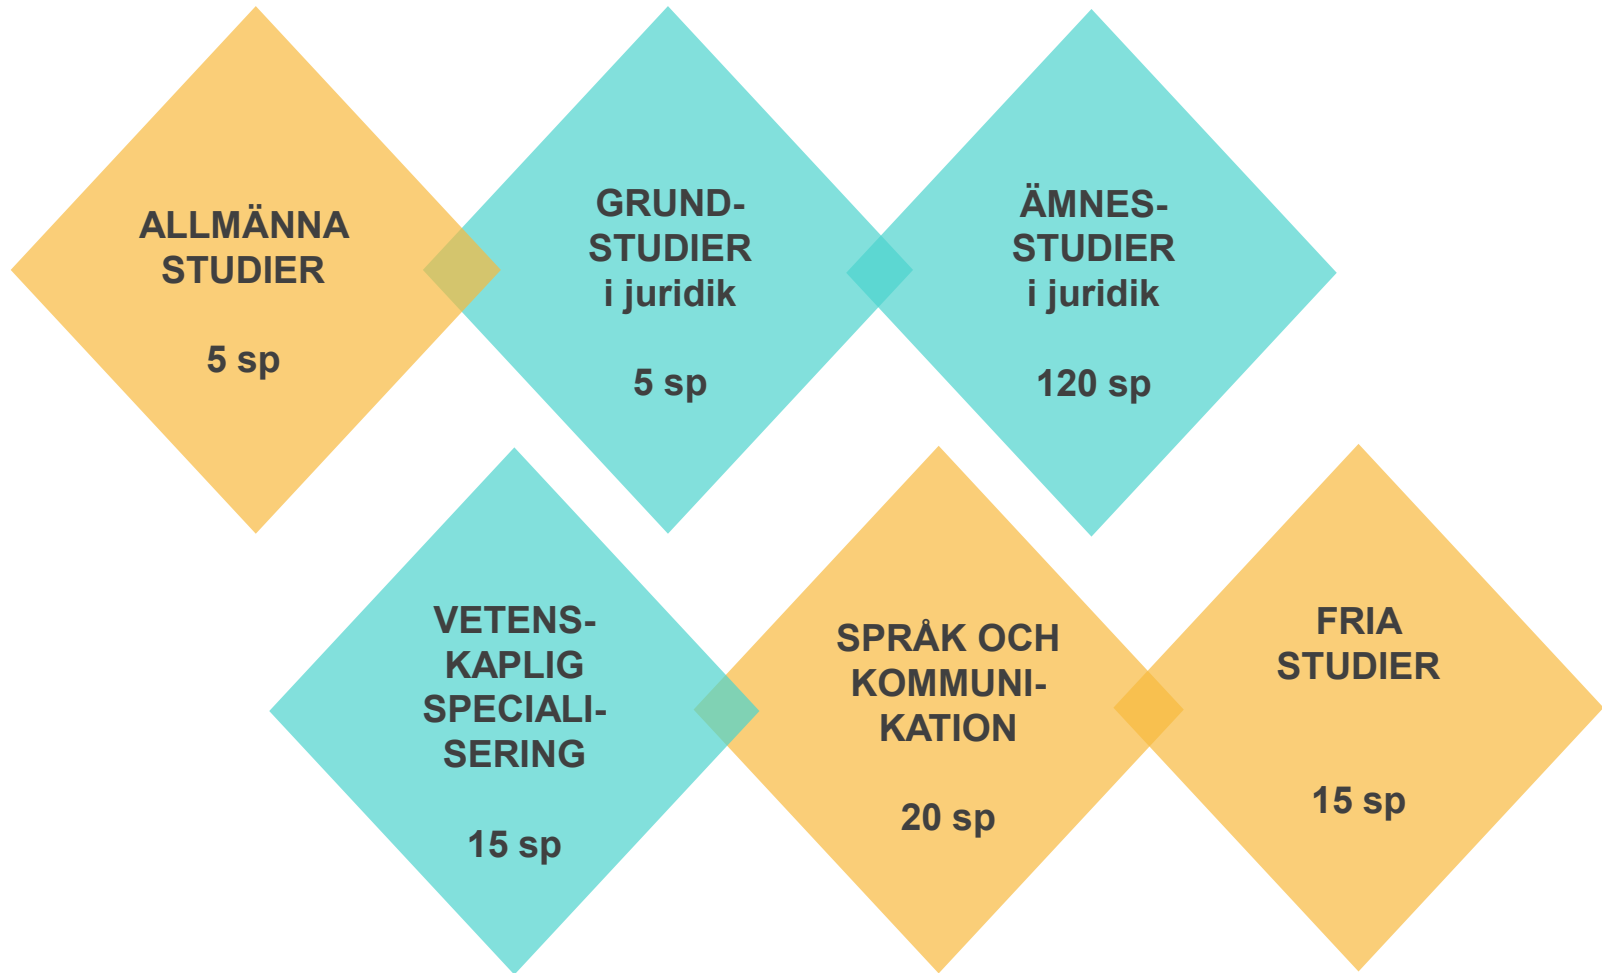 ALLMÄNNA
STUDIER
5 sp
GRUND-
STUDIER
i juridik
5 sp
ÄMNES-
STUDIER
i juridik
120 sp
VETENS-
KAPLIG
SPECIALI-
SERING
15 sp
SPRÅK OCH
KOMMUNI-
KATION
20 sp
FRIA
STUDIER
15 sp